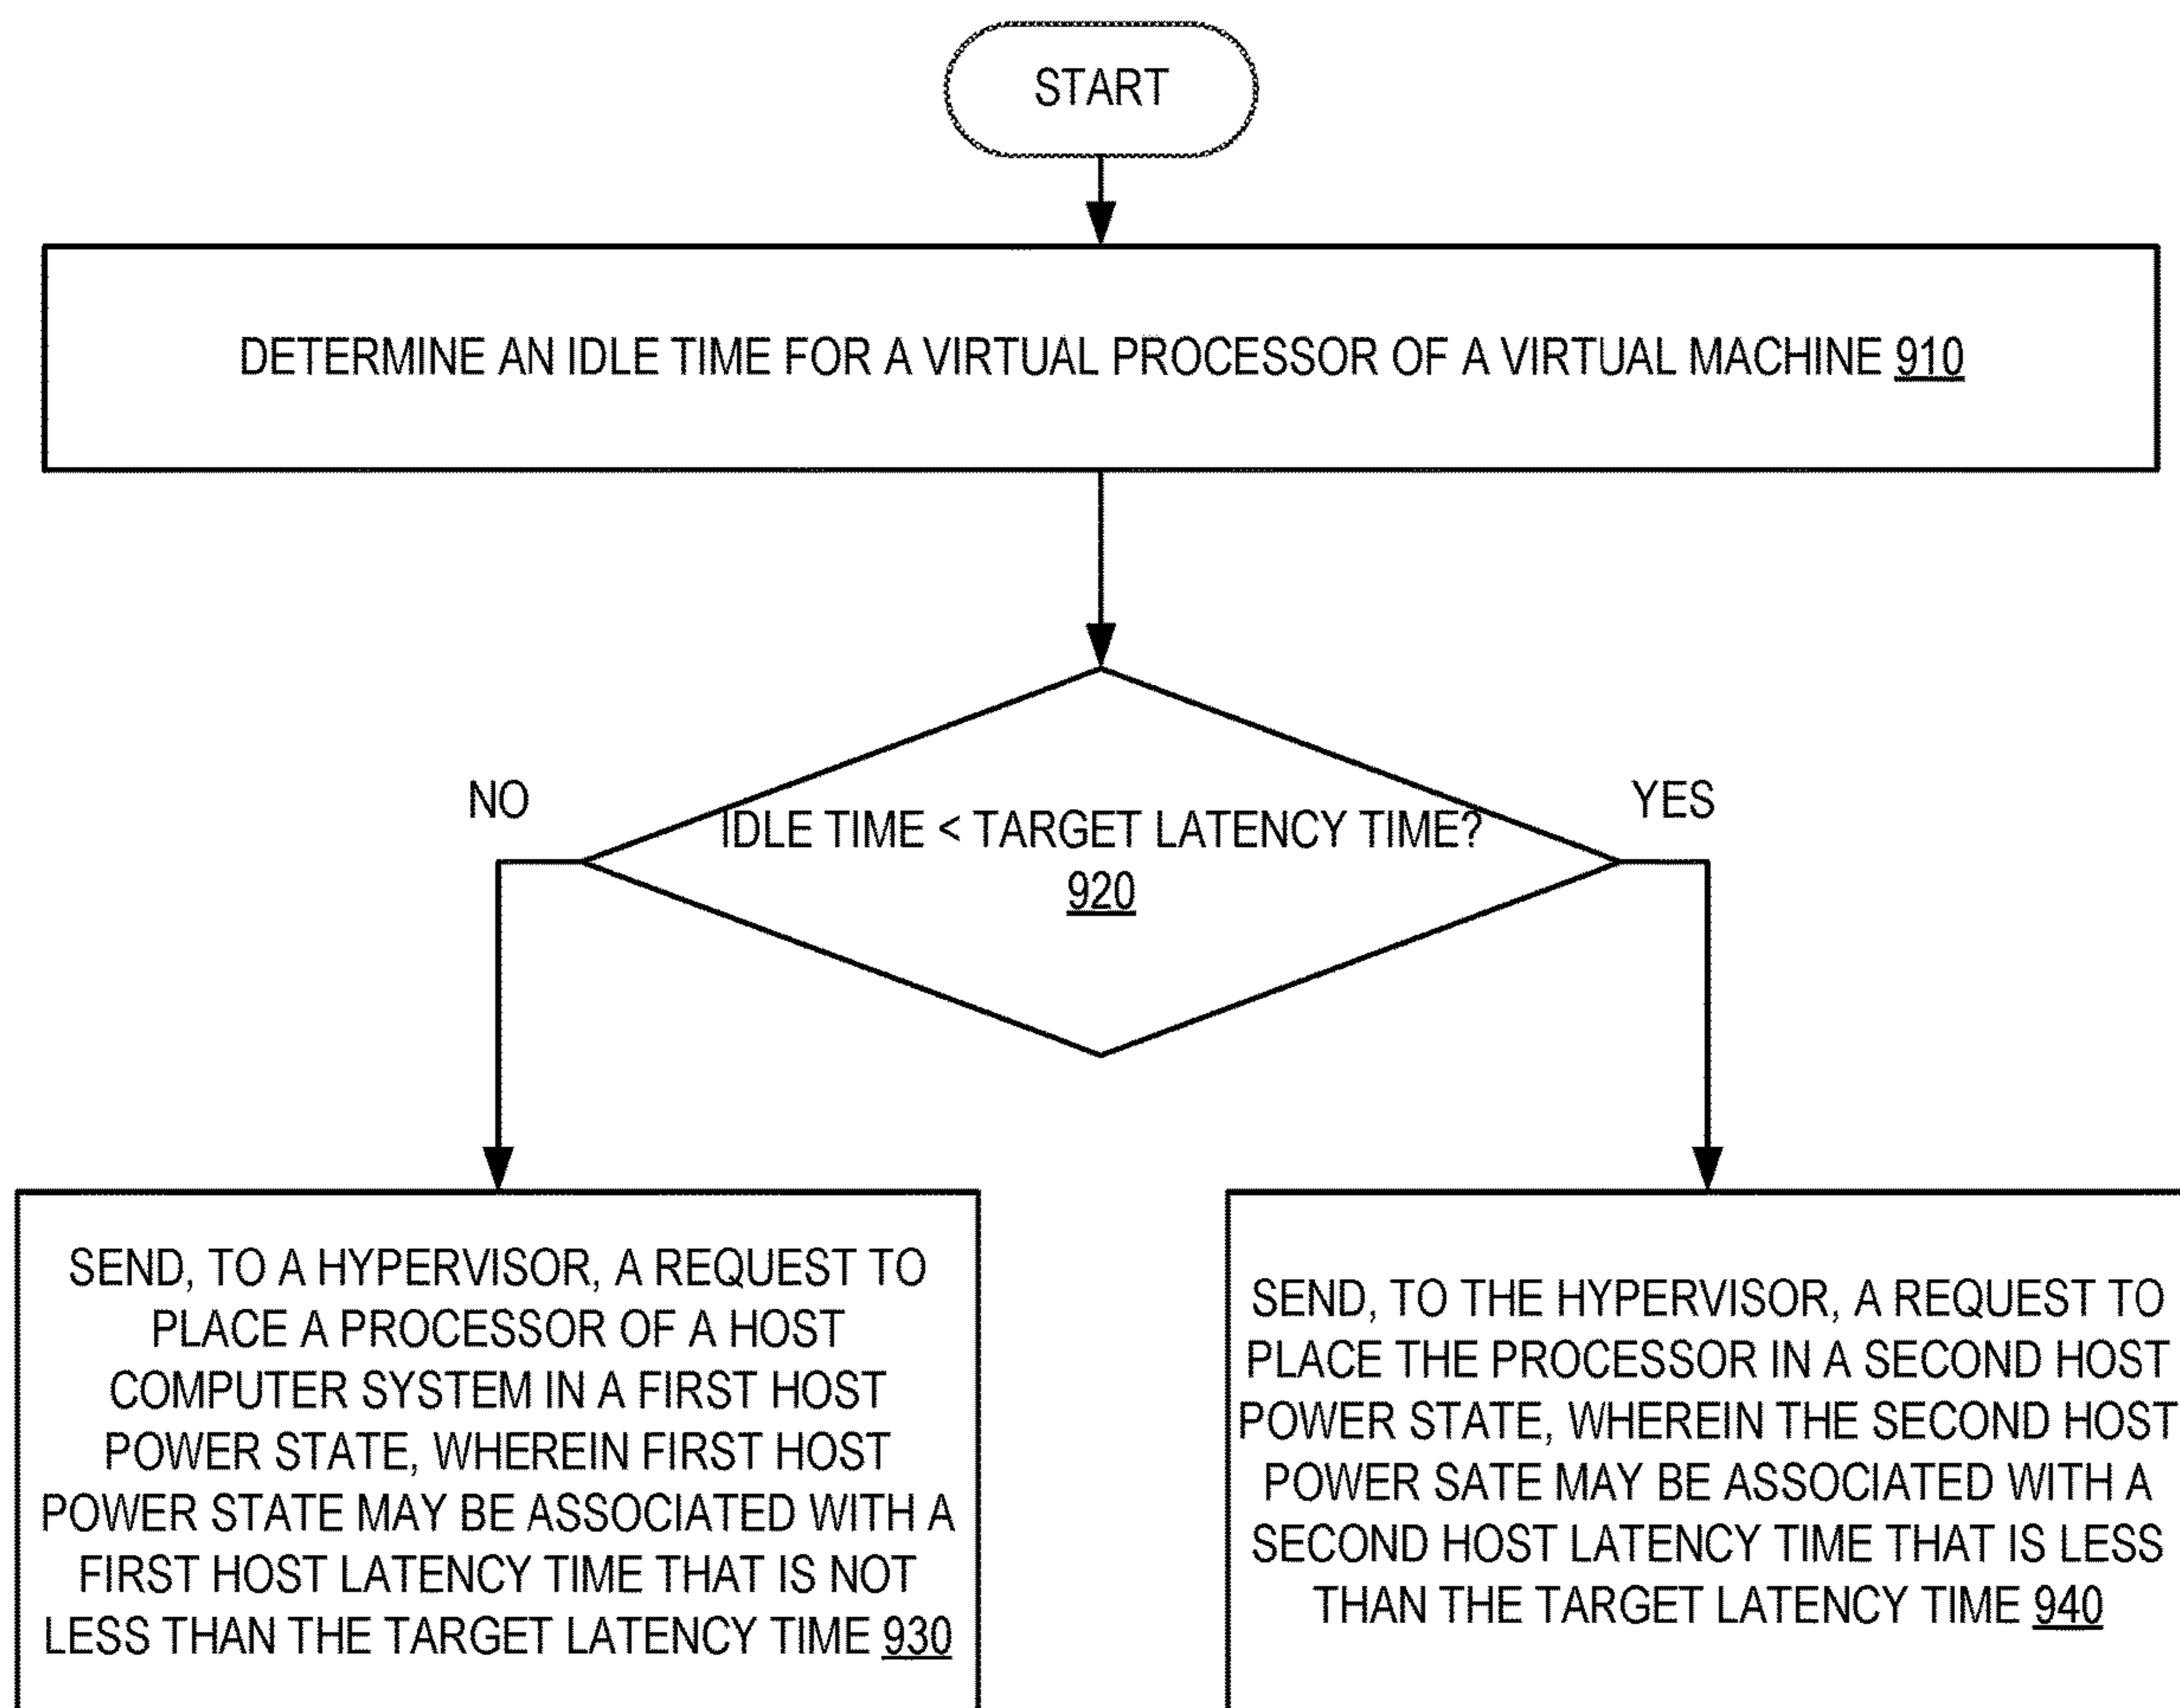 START
DETERMINE AN IDLE TIME FOR A VIRTUAL PROCESSOR OF A VIRTUAL MACHINE 910
NO
YES
IDLE TIME < TARGET LATENCY TIME?
920
SEND, TO A HYPERVISOR, A REQUEST TO
PLACE A PROCESSOR OF A HOST
COMPUTER SYSTEM IN A FIRST HOST
POWER STATE, WHEREIN FIRST HOST
POWER STATE MAY BE ASSOCIATED WITH A
FIRST HOST LATENCY TIME THAT IS NOT
LESS THAN THE TARGET LATENCY TIME 930
SEND, TO THE HYPERVISOR, A REQUEST TO
PLACE THE PROCESSOR IN A SECOND HOST
POWER STATE, WHEREIN THE SECOND HOST
POWER SATE MAY BE ASSOCIATED WITH A
SECOND HOST LATENCY TIME THAT IS LESS
THAN THE TARGET LATENCY TIME 940